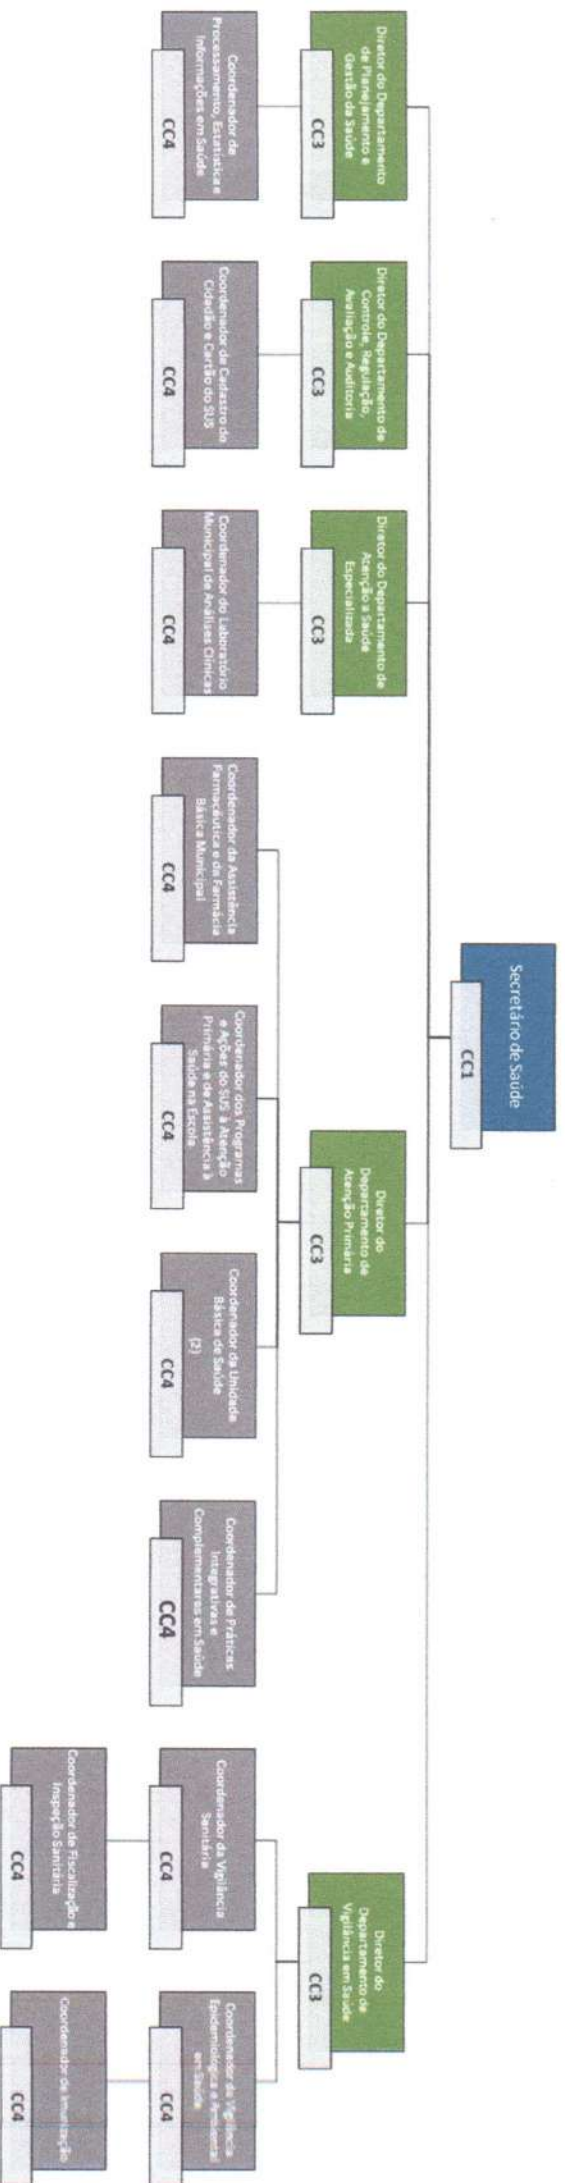 Secretário de Saúde
CC1
Diretor do Departamento
de Planejamento e
Gestão da Saúde
CC3
Diretor do Departamento de
Controle, Regulação,
Avaliação e Auditoria
CC3
Diretor do Departamento de
Atenção a Saúde
Especializada
CC3
Diretor do
Departamento de
Atenção Primária
CC3
Diretor do
Departamento de
Vigilância em Saúde
CC3
Coordenador de
Processamento, Estatística e
Informações em Saúde
CC4
Coordenador de Cadastro do
Cidadão e Cartão do SUS
CC4
Coordenador do Laboratório
Municipal de Análises Clínicas
CC4
Coordenador da Assistência
Farmacêutica e da Farmácia
Básica Municipal
CC4
Coordenador dos Programas
e Ações do SUS à Atenção
Primária e de Assistência à
Saúde na Escola
CC4
Coordenador da Unidade
Básica de Saúde
(2)
CC4
Coordenador de Práticas
Integrativas e
Complementares em Saúde
CC4
Coordenador da Vigilância
Sanitária
CC4
Coordenador da Vigilância
Epidemiológica e Ambiental
em Saúde
CC4
Coordenador de Fiscalização e
Inspeção Sanitária
CC4
Coordenador de Imunização
CC4